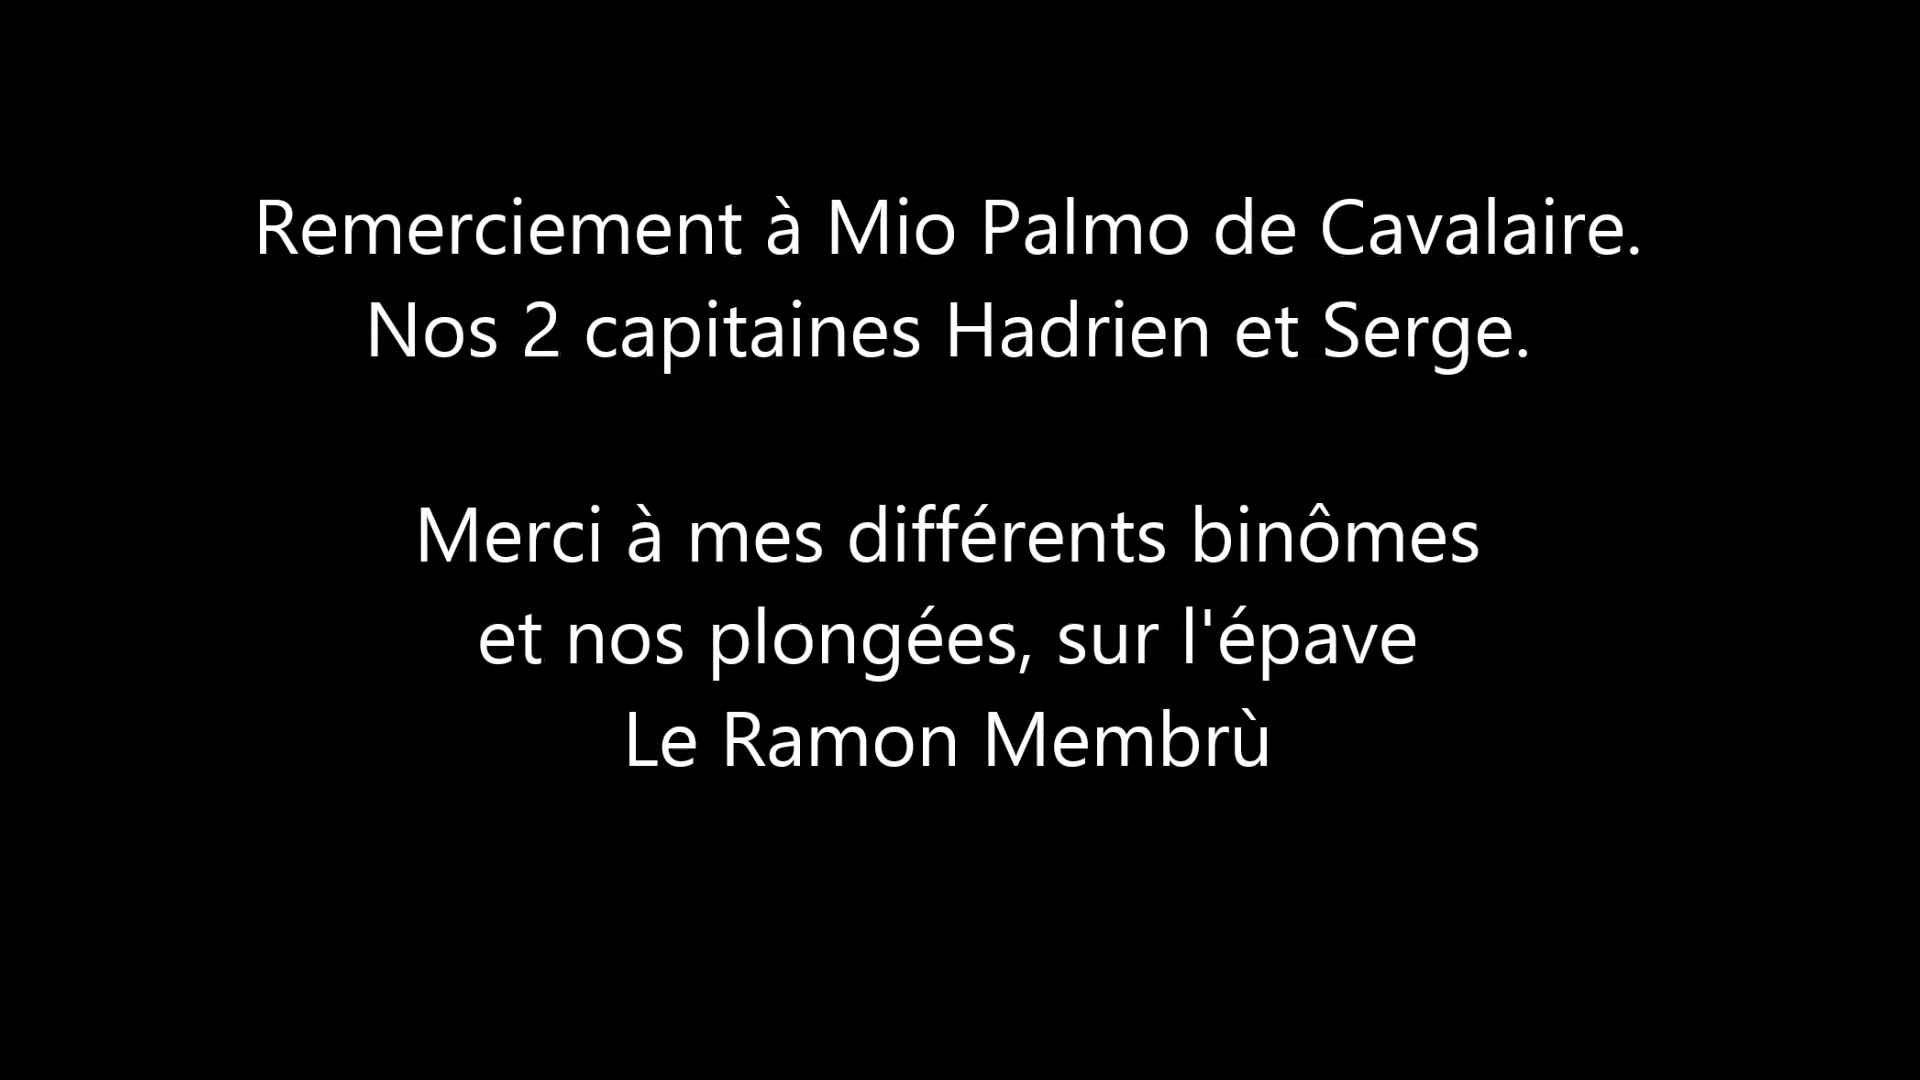 Remerciement à Mio Palmo de Cavalaire.
Nos 2 capitaines Hadrien et Serge.
Merci à mes différents binômes
et nos plongées, sur l'épave
Le Ramon Membrù